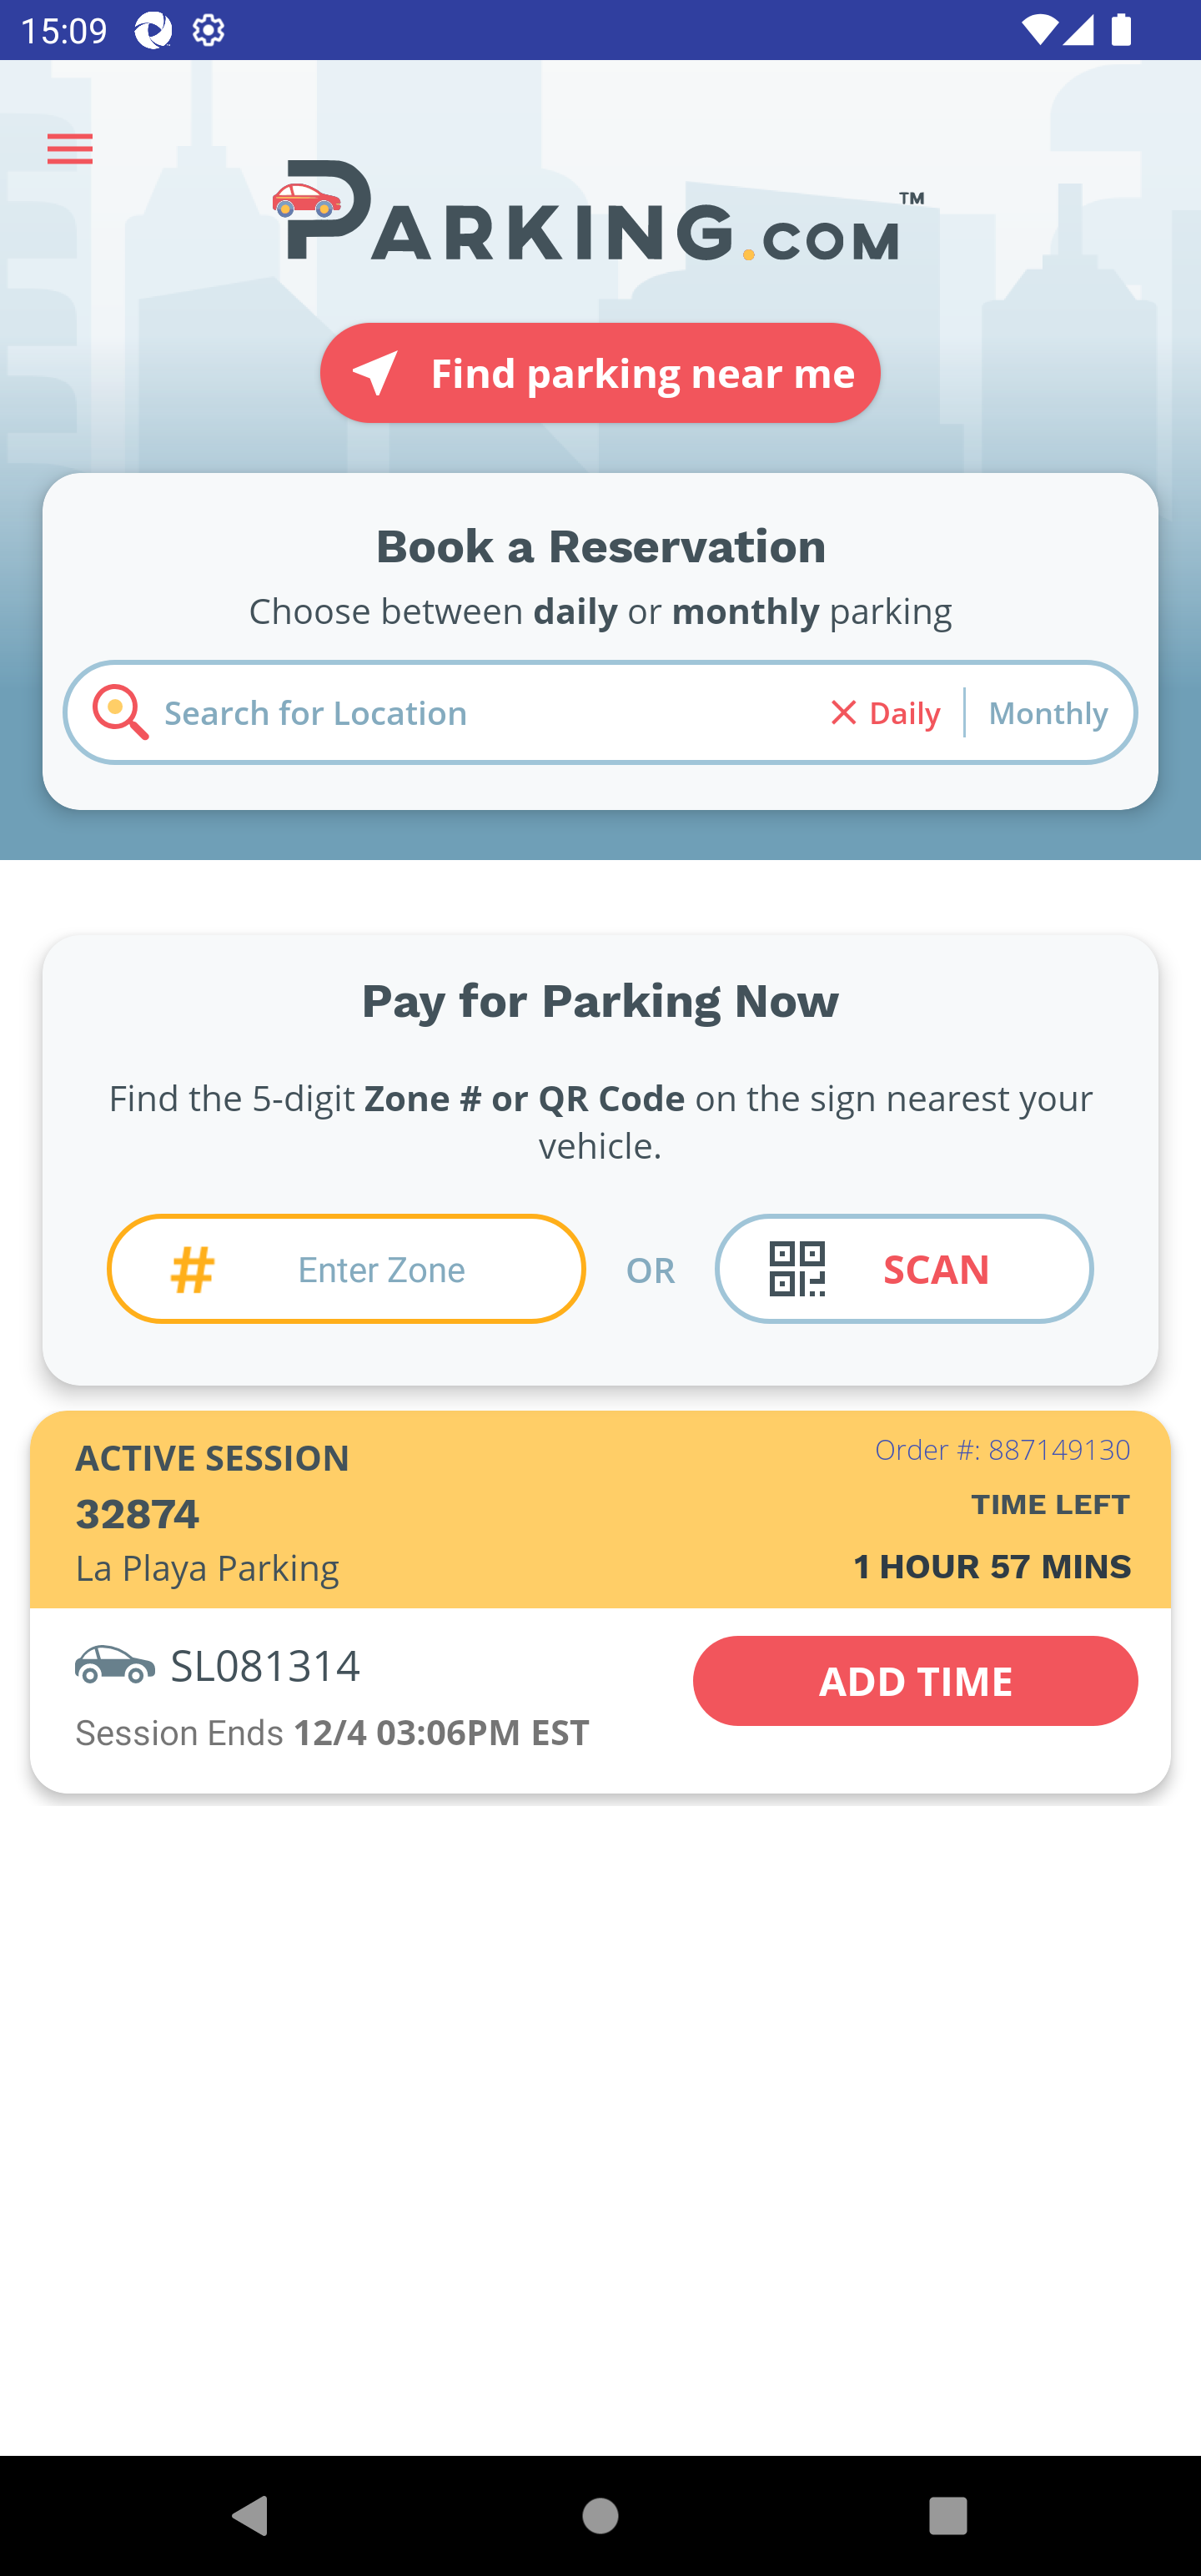 15:09
PARKING.COM™
Find parking near me
Book a Reservation
Choose between daily or monthly parking
Search for Location
Daily
Monthly
Pay for Parking Now
Find the 5-digit Zone # or QR Code on the sign nearest your
vehicle.
# Enter Zone
OR
SCAN
ACTIVE SESSION
Order #: 887149130
32874
TIME LEFT
La Playa Parking
1 HOUR 57 MINS
SL081314
ADD TIME
Session Ends 12/4 03:06PM EST